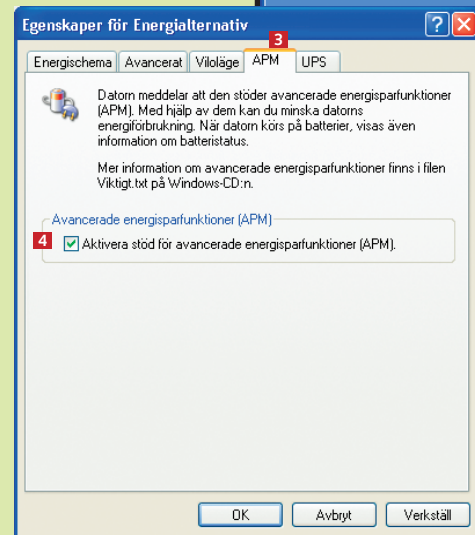 Egenskaper för Energialternativ
3
Energischema Avancerat Viloläge APM UPS
Datorn meddelar att den stöder avancerade energisparfunktioner
(APM). Med hjälp av dem kan du minska datorns
energiförbrukning. När datorn körs på batterier, visas även
information om batteristatus.
Mer information om avancerade energisparfunktioner finns i filen
Viktigt.txt på Windows-CD:n.
Avancerade energisparfunktioner (APM)
4 Aktivera stöd för avancerade energisparfunktioner (APM).
OK Avbryt Verkställ